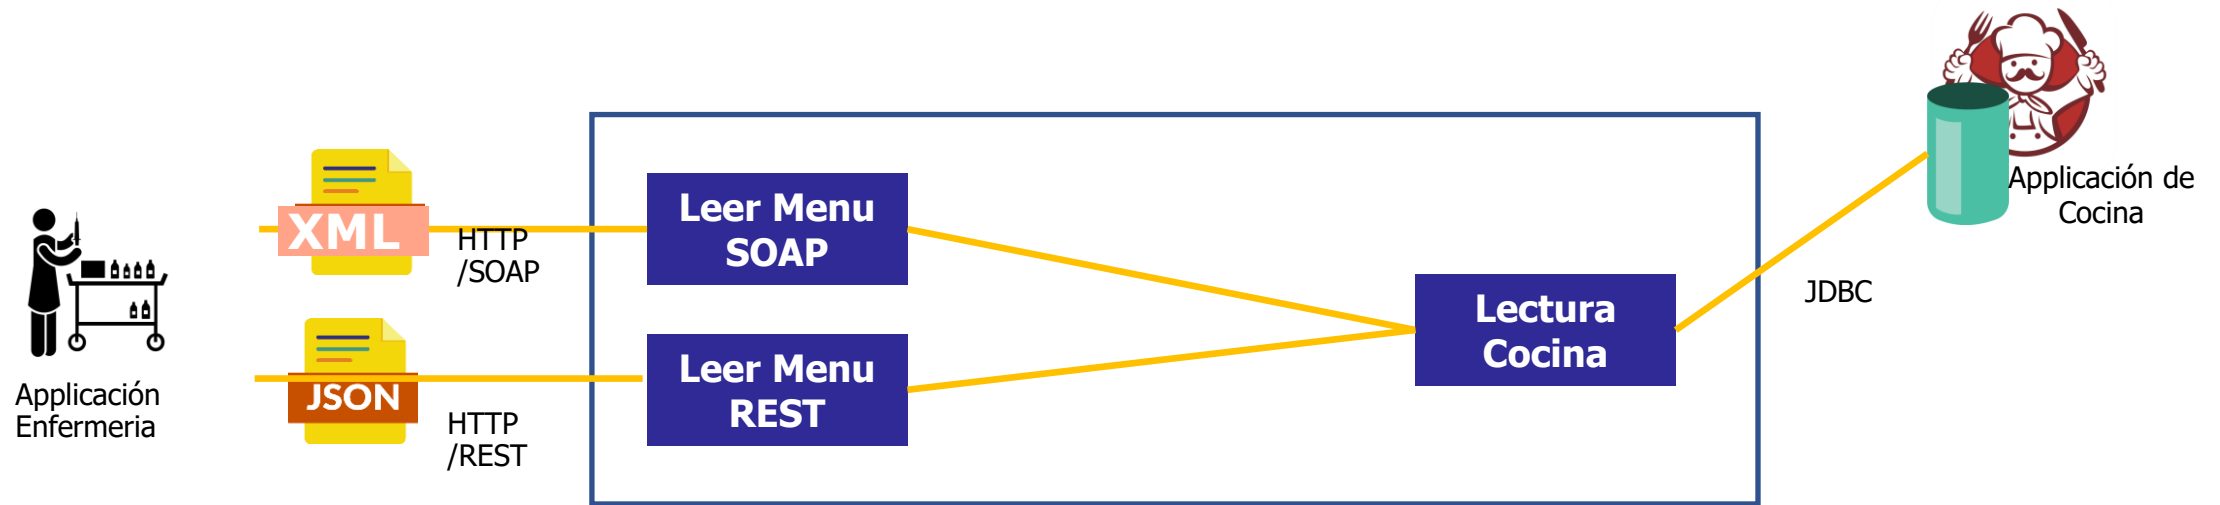 Applicación
Enfermeria
XML
HTTP
/SOAP
JSON
HTTP
/REST
Leer Menu
SOAP
Leer Menu
REST
Lectura
Cocina
JDBC
Applicación de
Cocina